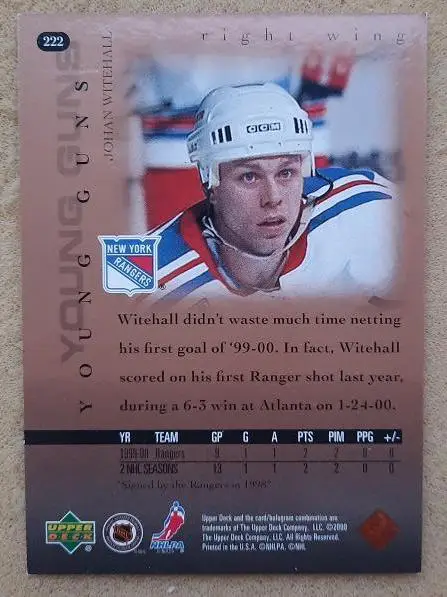 222
right wing
JOHAN WITEHALL
YOUNG GUNS
YOUNG GUNS
CCM
NEW YORK
RANGERS
Witehall didn't waste much time netting
his first goal of '99-00. In fact, Witehall
scored on his first Ranger shot last year,
during a 6-3 win at Atlanta on 1-24-00.
YR TEAM GP G A PTS PIM PPG +/-
1999-00 Rangers 9 1 1 2 2 0 0
2 NHL SEASONS 13 1 1 2 2 0 0
"Signed by the Rangers in 1998"
UPPER
DECK
NHLPA
Upper Deck and the card/hologram combination are
trademarks of The Upper Deck Company, LLC. ©2000
The Upper Deck Company, LLC. All Rights Reserved.
Printed in the U.S.A. ©NHLPA. ©NHL